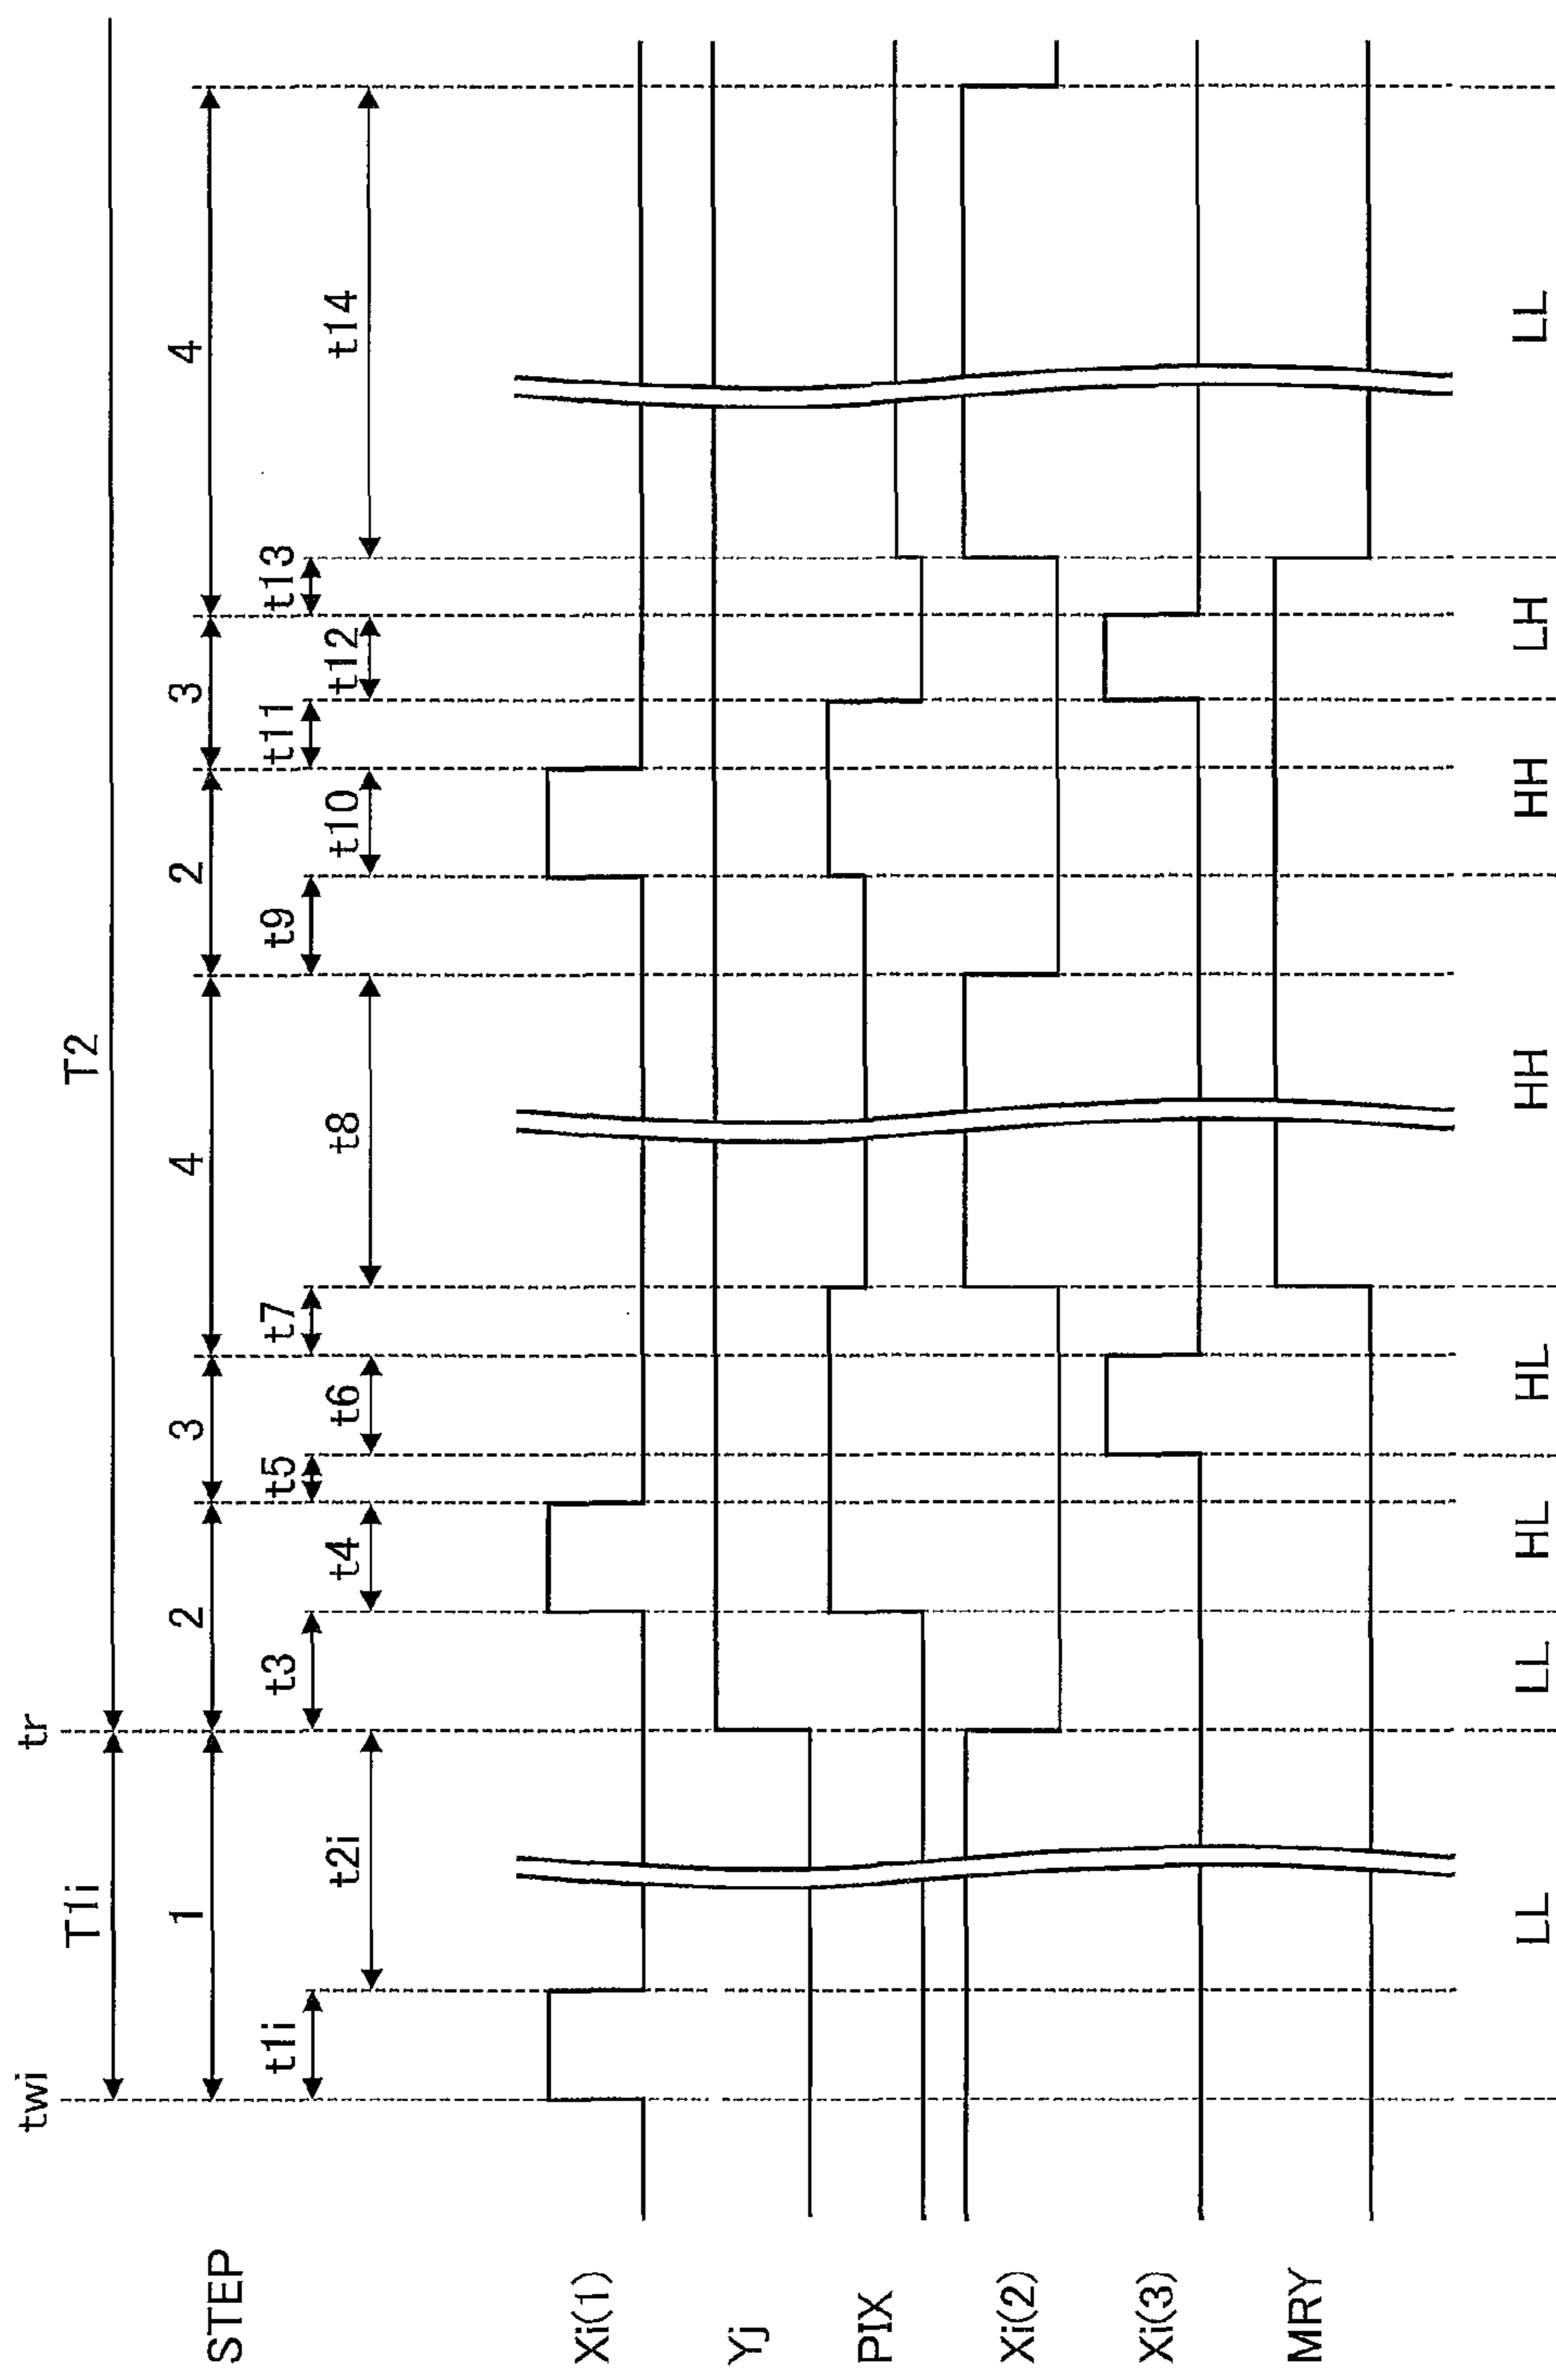 twi tr
T1i T2
STEP 1 2 3 4 2 3 4
t1i t3 t5 t7 t9 t11 t13
t2i t4 t6 t8 t10 t12 t14
Xi(1)
Yj
PIX
Xi(2)
Xi(3)
MRY
LL LL HL HL HH HH LH LL